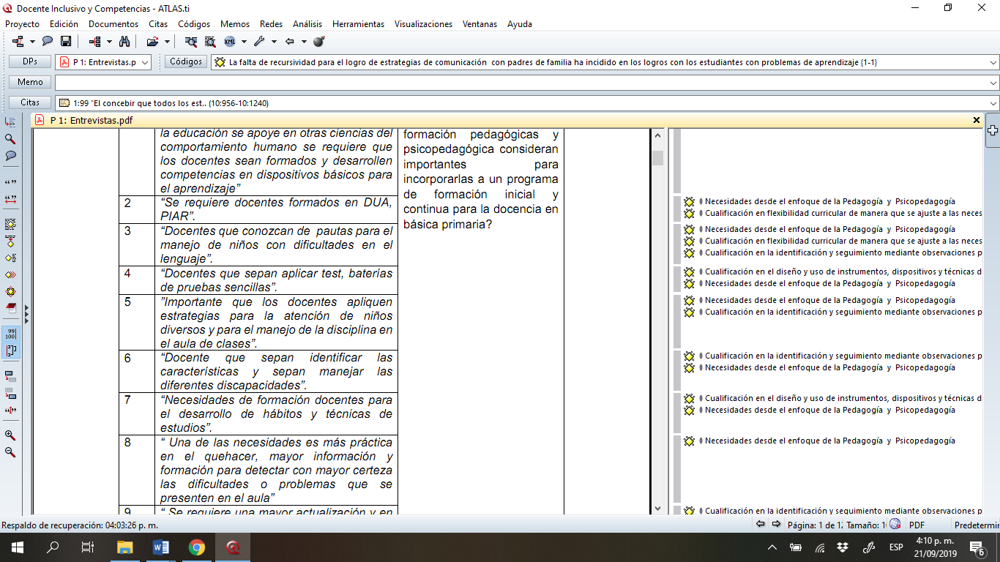 Docente Inclusivo y Competencias - ATLAS.ti
Proyecto Edición Documentos Citas Códigos Memos Redes Análisis Herramientas Visualizaciones Ventanas Ayuda
XML
DPs P 1: Entrevistas.p Códigos La falta de recursividad para el logro de estrategias de comunicación con padres de familia ha incidido en los logros con los estudiantes con problemas de aprendizaje {1-1}
Memo
Citas 1:99 "El concebir que todos los est.. (10:956-10:1240)
P 1: Entrevistas.pdf
la educación se apoye en otras ciencias del
comportamiento humano se requiere que
los docentes sean formados y desarrollen
competencias en dispositivos básicos para
el aprendizaje”
2 “Se requiere docentes formados en DUA,
PIAR”.
3 “Docentes que conozcan de pautas para el
manejo de niños con dificultades en el
lenguaje”.
4 “Docentes que sepan aplicar test, baterías
de pruebas sencillas”.
5 ”Importante que los docentes apliquen
estrategias para la atención de niños
diversos y para el manejo de la disciplina en
el aula de clases”.
6 “Docente que sepan identificar las
características y sepan manejar las
diferentes discapacidades”.
7 “Necesidades de formación docentes para
el desarrollo de hábitos y técnicas de
estudios”.
8 “ Una de las necesidades es más práctica
en el quehacer, mayor información y
formación para detectar con mayor certeza
las dificultades o problemas que se
presenten en el aula”
9 “ Se requiere una mayor actualización y en
formación pedagógicas y
psicopedagógica consideran
importantes para
incorporarlas a un programa
de formación inicial y
continua para la docencia en
básica primaria?
Necesidades desde el enfoque de la Pedagogía y Psicopedagogía
Cualificación en flexibilidad curricular de manera que se ajuste a las neces
Necesidades desde el enfoque de la Pedagogía y Psicopedagogía
Cualificación en flexibilidad curricular de manera que se ajuste a las neces
Cualificación en la identificación y seguimiento mediante observaciones p
Cualificación en el diseño y uso de instrumentos, dispositivos y técnicas d
Necesidades desde el enfoque de la Pedagogía y Psicopedagogía
Necesidades desde el enfoque de la Pedagogía y Psicopedagogía
Cualificación en la identificación y seguimiento mediante observaciones p
Cualificación en la identificación y seguimiento mediante observaciones p
Necesidades desde el enfoque de la Pedagogía y Psicopedagogía
Cualificación en el diseño y uso de instrumentos, dispositivos y técnicas d
Necesidades desde el enfoque de la Pedagogía y Psicopedagogía
Necesidades desde el enfoque de la Pedagogía y Psicopedagogía
Cualificación en la identificación y seguimiento mediante observaciones p
99
100
Respaldo de recuperación: 04:03:26 p. m. Página: 1 de 12 Tamaño: 1 PDF Predetermin
ESP
4:10 p. m.
21/09/2019
6